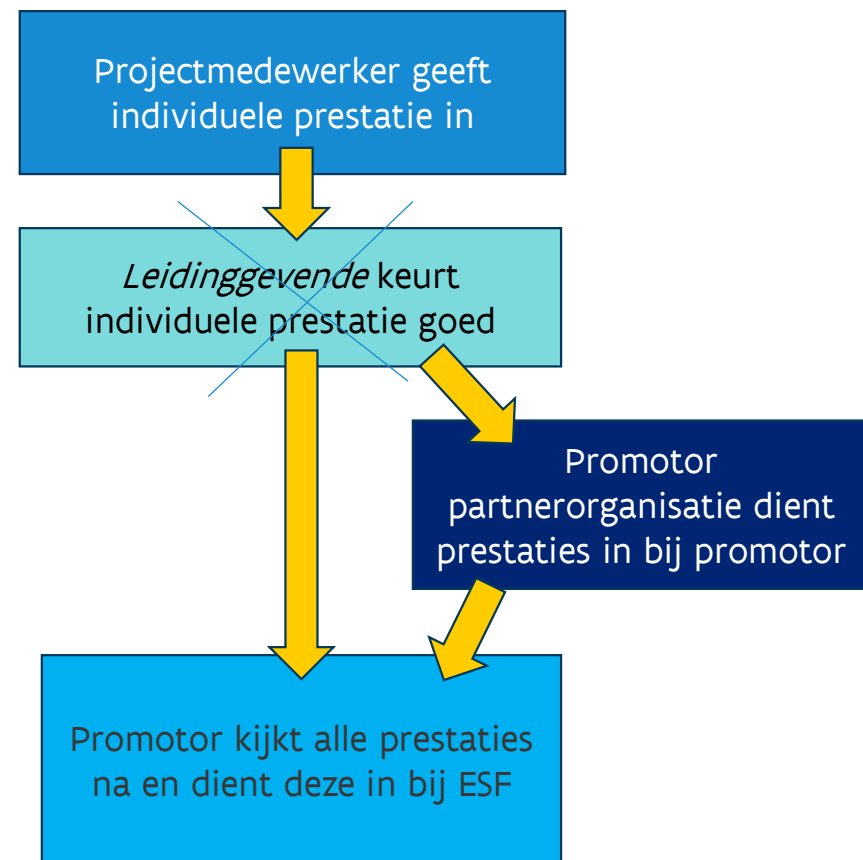 Projectmedewerker geeft
individuele prestatie in
Leidinggevende keurt
individuele prestatie goed
Promotor
partnerorganisatie dient
prestaties in bij promotor
Promotor kijkt alle prestaties
na en dient deze in bij ESF